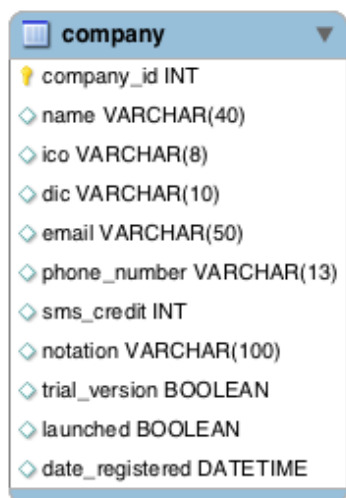 company
company_id INT
name VARCHAR(40)
ico VARCHAR(8)
dic VARCHAR(10)
email VARCHAR(50)
phone_number VARCHAR(13)
sms_credit INT
notation VARCHAR(100)
trial_version BOOLEAN
launched BOOLEAN
date_registered DATETIME